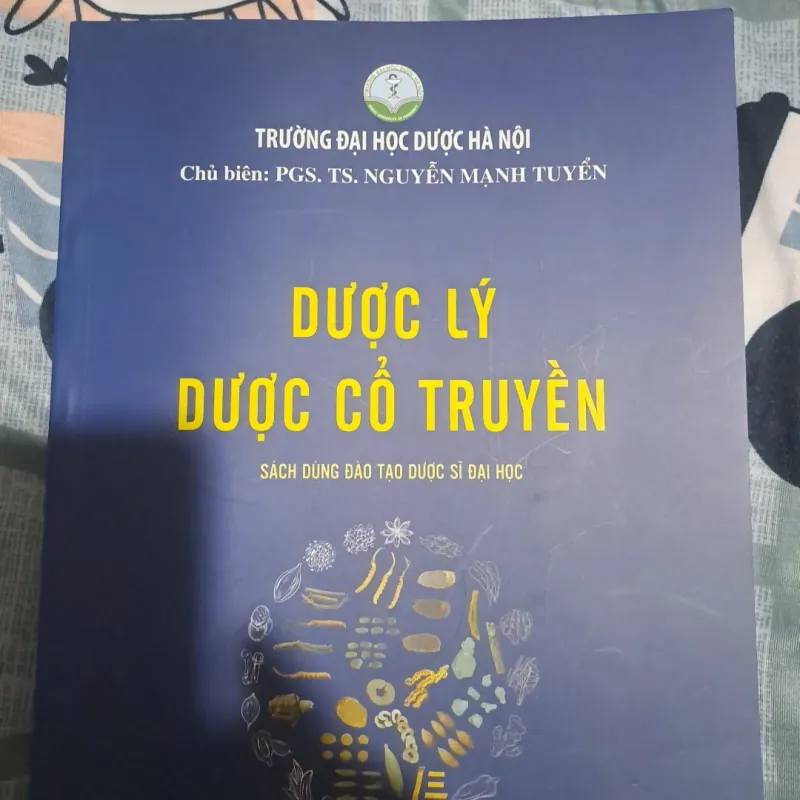 TRƯỜNG ĐẠI HỌC DƯỢC HÀ NỘI
Chủ biên: PGS. TS. NGUYỄN MẠNH TUYỂN
DƯỢC LÝ
DƯỢC CỔ TRUYỀN
SÁCH DÙNG ĐÀO TẠO DƯỢC SĨ ĐẠI HỌC